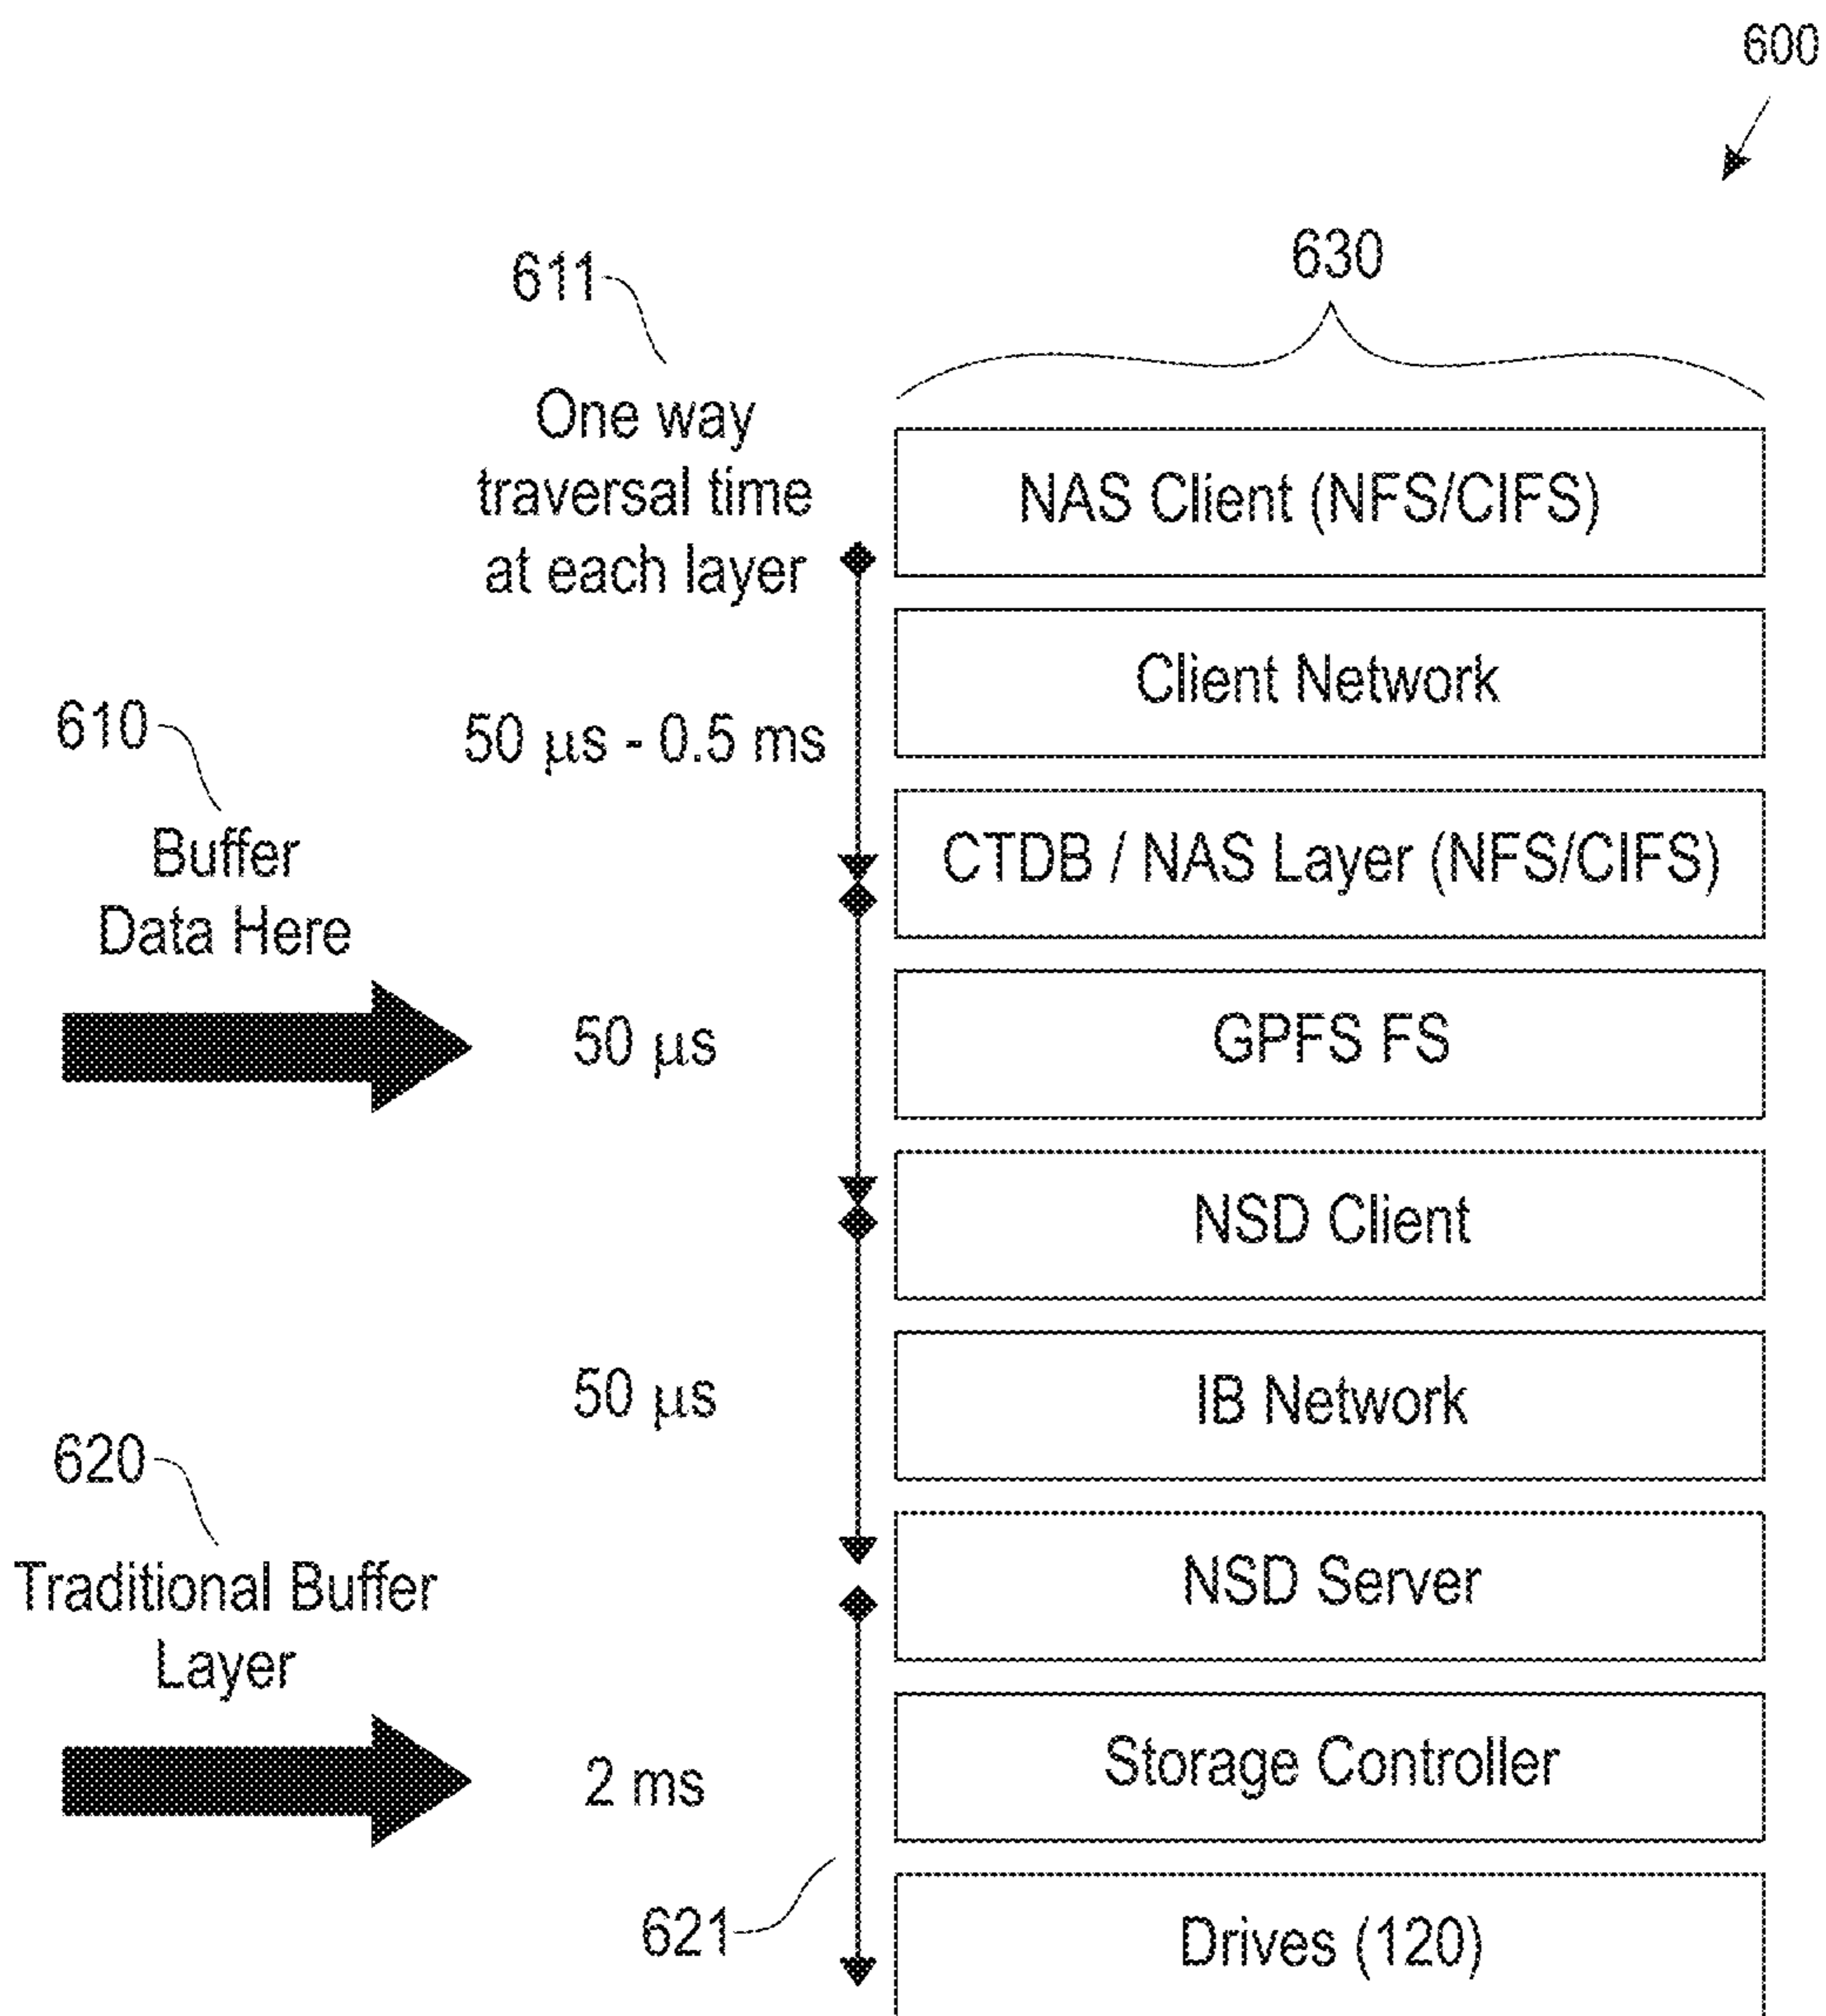 600
630
611
One way
traversal time
at each layer
NAS Client (NFS/CIFS)
Client Network
610
50 µs - 0.5 ms
Buffer
Data Here
CTDB / NAS Layer (NFS/CIFS)
50 µs
GPFS FS
NSD Client
50 µs
IB Network
620
Traditional Buffer
Layer
NSD Server
2 ms
Storage Controller
621
Drives (120)